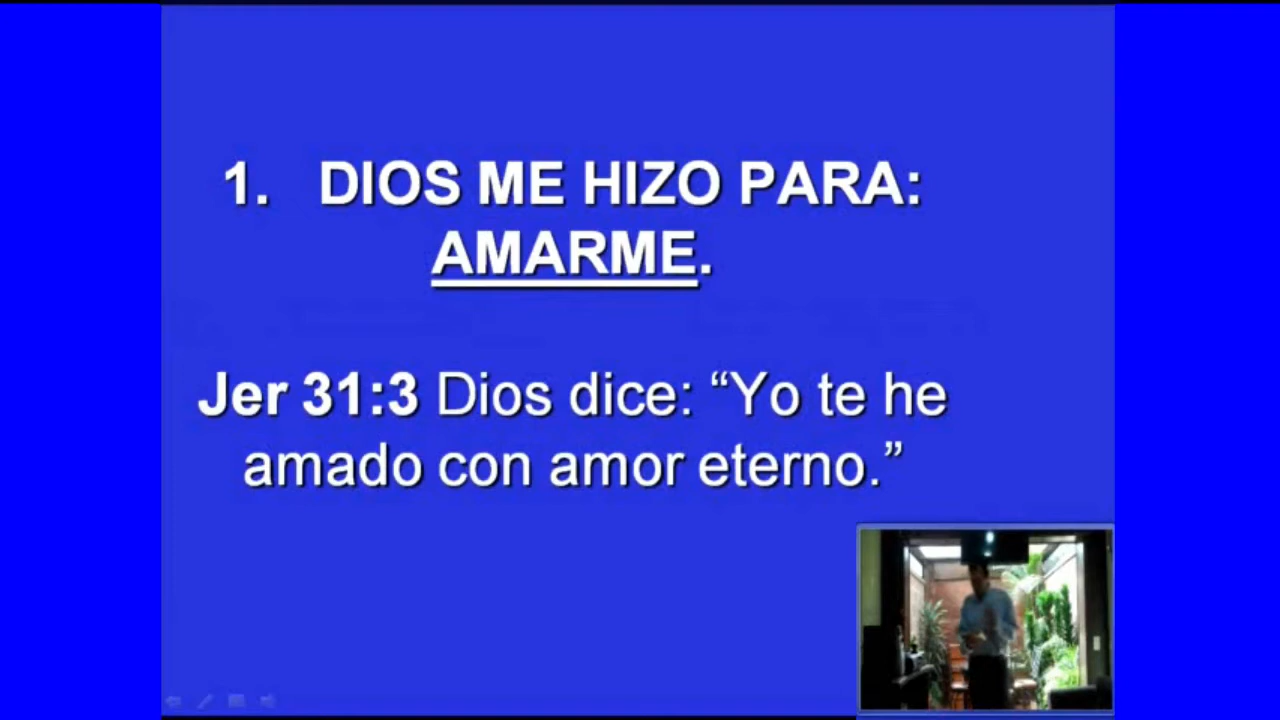 1. DIOS ME HIZO PARA:
AMARME.
Jer 31:3 Dios dice: “Yo te he
amado con amor eterno.”